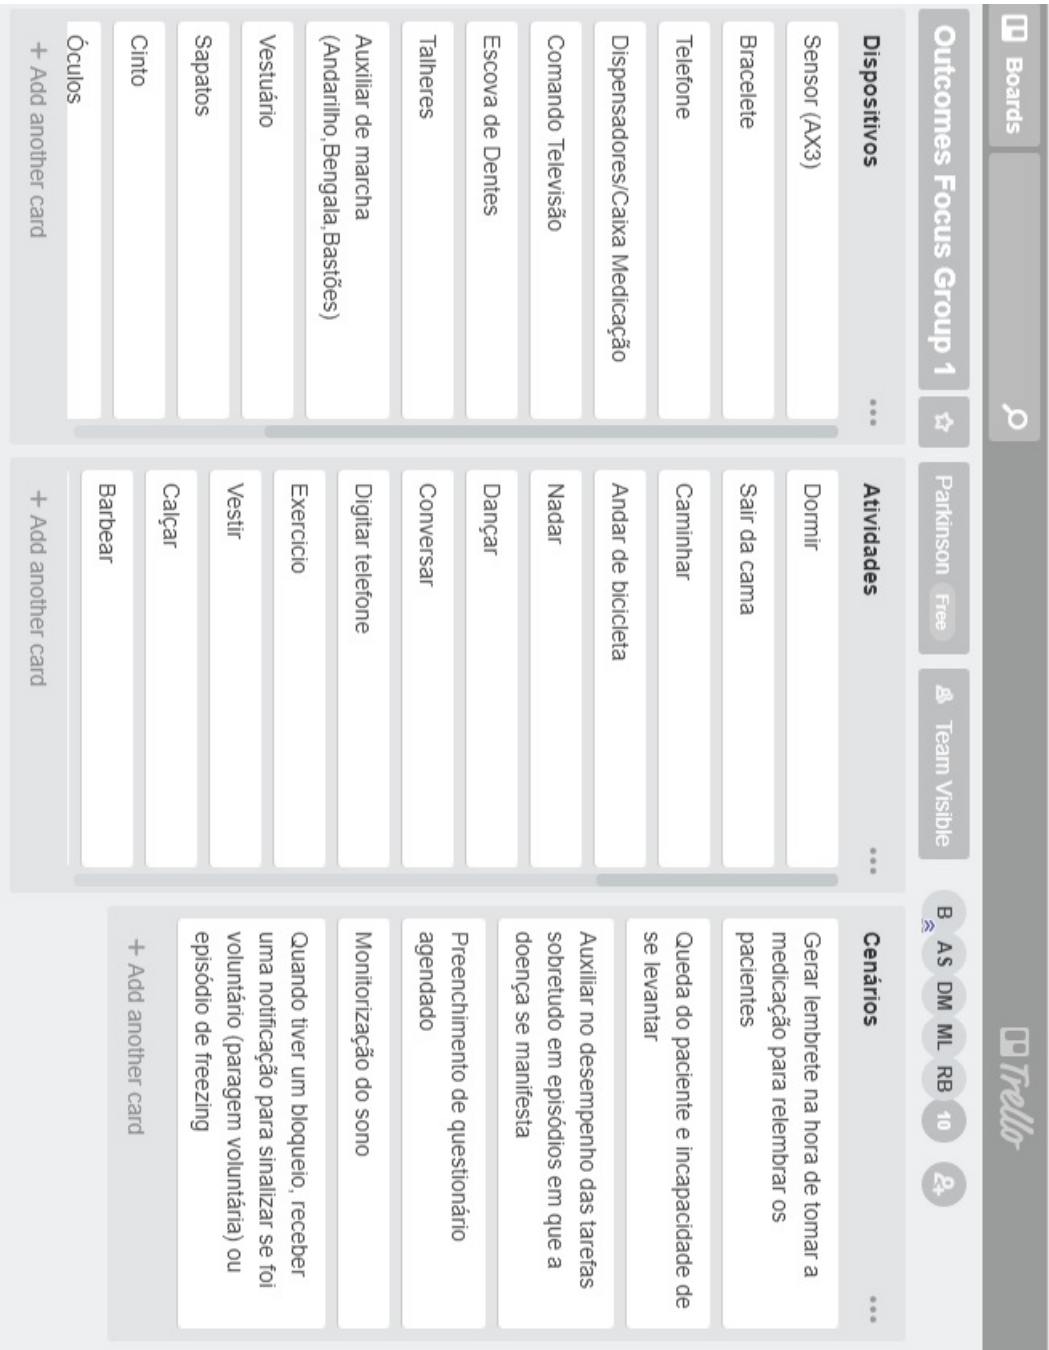 Boards
Trello
Outcomes Focus Group 1
Parkinson Free
Team Visible
B AS DM ML RB 10
Dispositivos
Sensor (AX3)
Bracelete
Telefone
Dispensadores/Caixa Medicação
Comando Televisão
Escova de Dentes
Talheres
Auxiliar de marcha
(Andarilho,Bengala,Bastões)
Vestuário
Sapatos
Cinto
Óculos
+ Add another card
Atividades
Dormir
Sair da cama
Caminhar
Andar de bicicleta
Nadar
Dançar
Conversar
Digitar telefone
Exercicio
Vestir
Calçar
Barbear
+ Add another card
Cenários
Gerar lembrete na hora de tomar a
medicação para relembrar os
pacientes
Queda do paciente e incapacidade de
se levantar
Auxiliar no desempenho das tarefas
sobretudo em episódios em que a
doença se manifesta
Preenchimento de questionário
agendado
Monitorização do sono
Quando tiver um bloqueio, receber
uma notificação para sinalizar se foi
voluntário (paragem voluntária) ou
episódio de freezing
+ Add another card